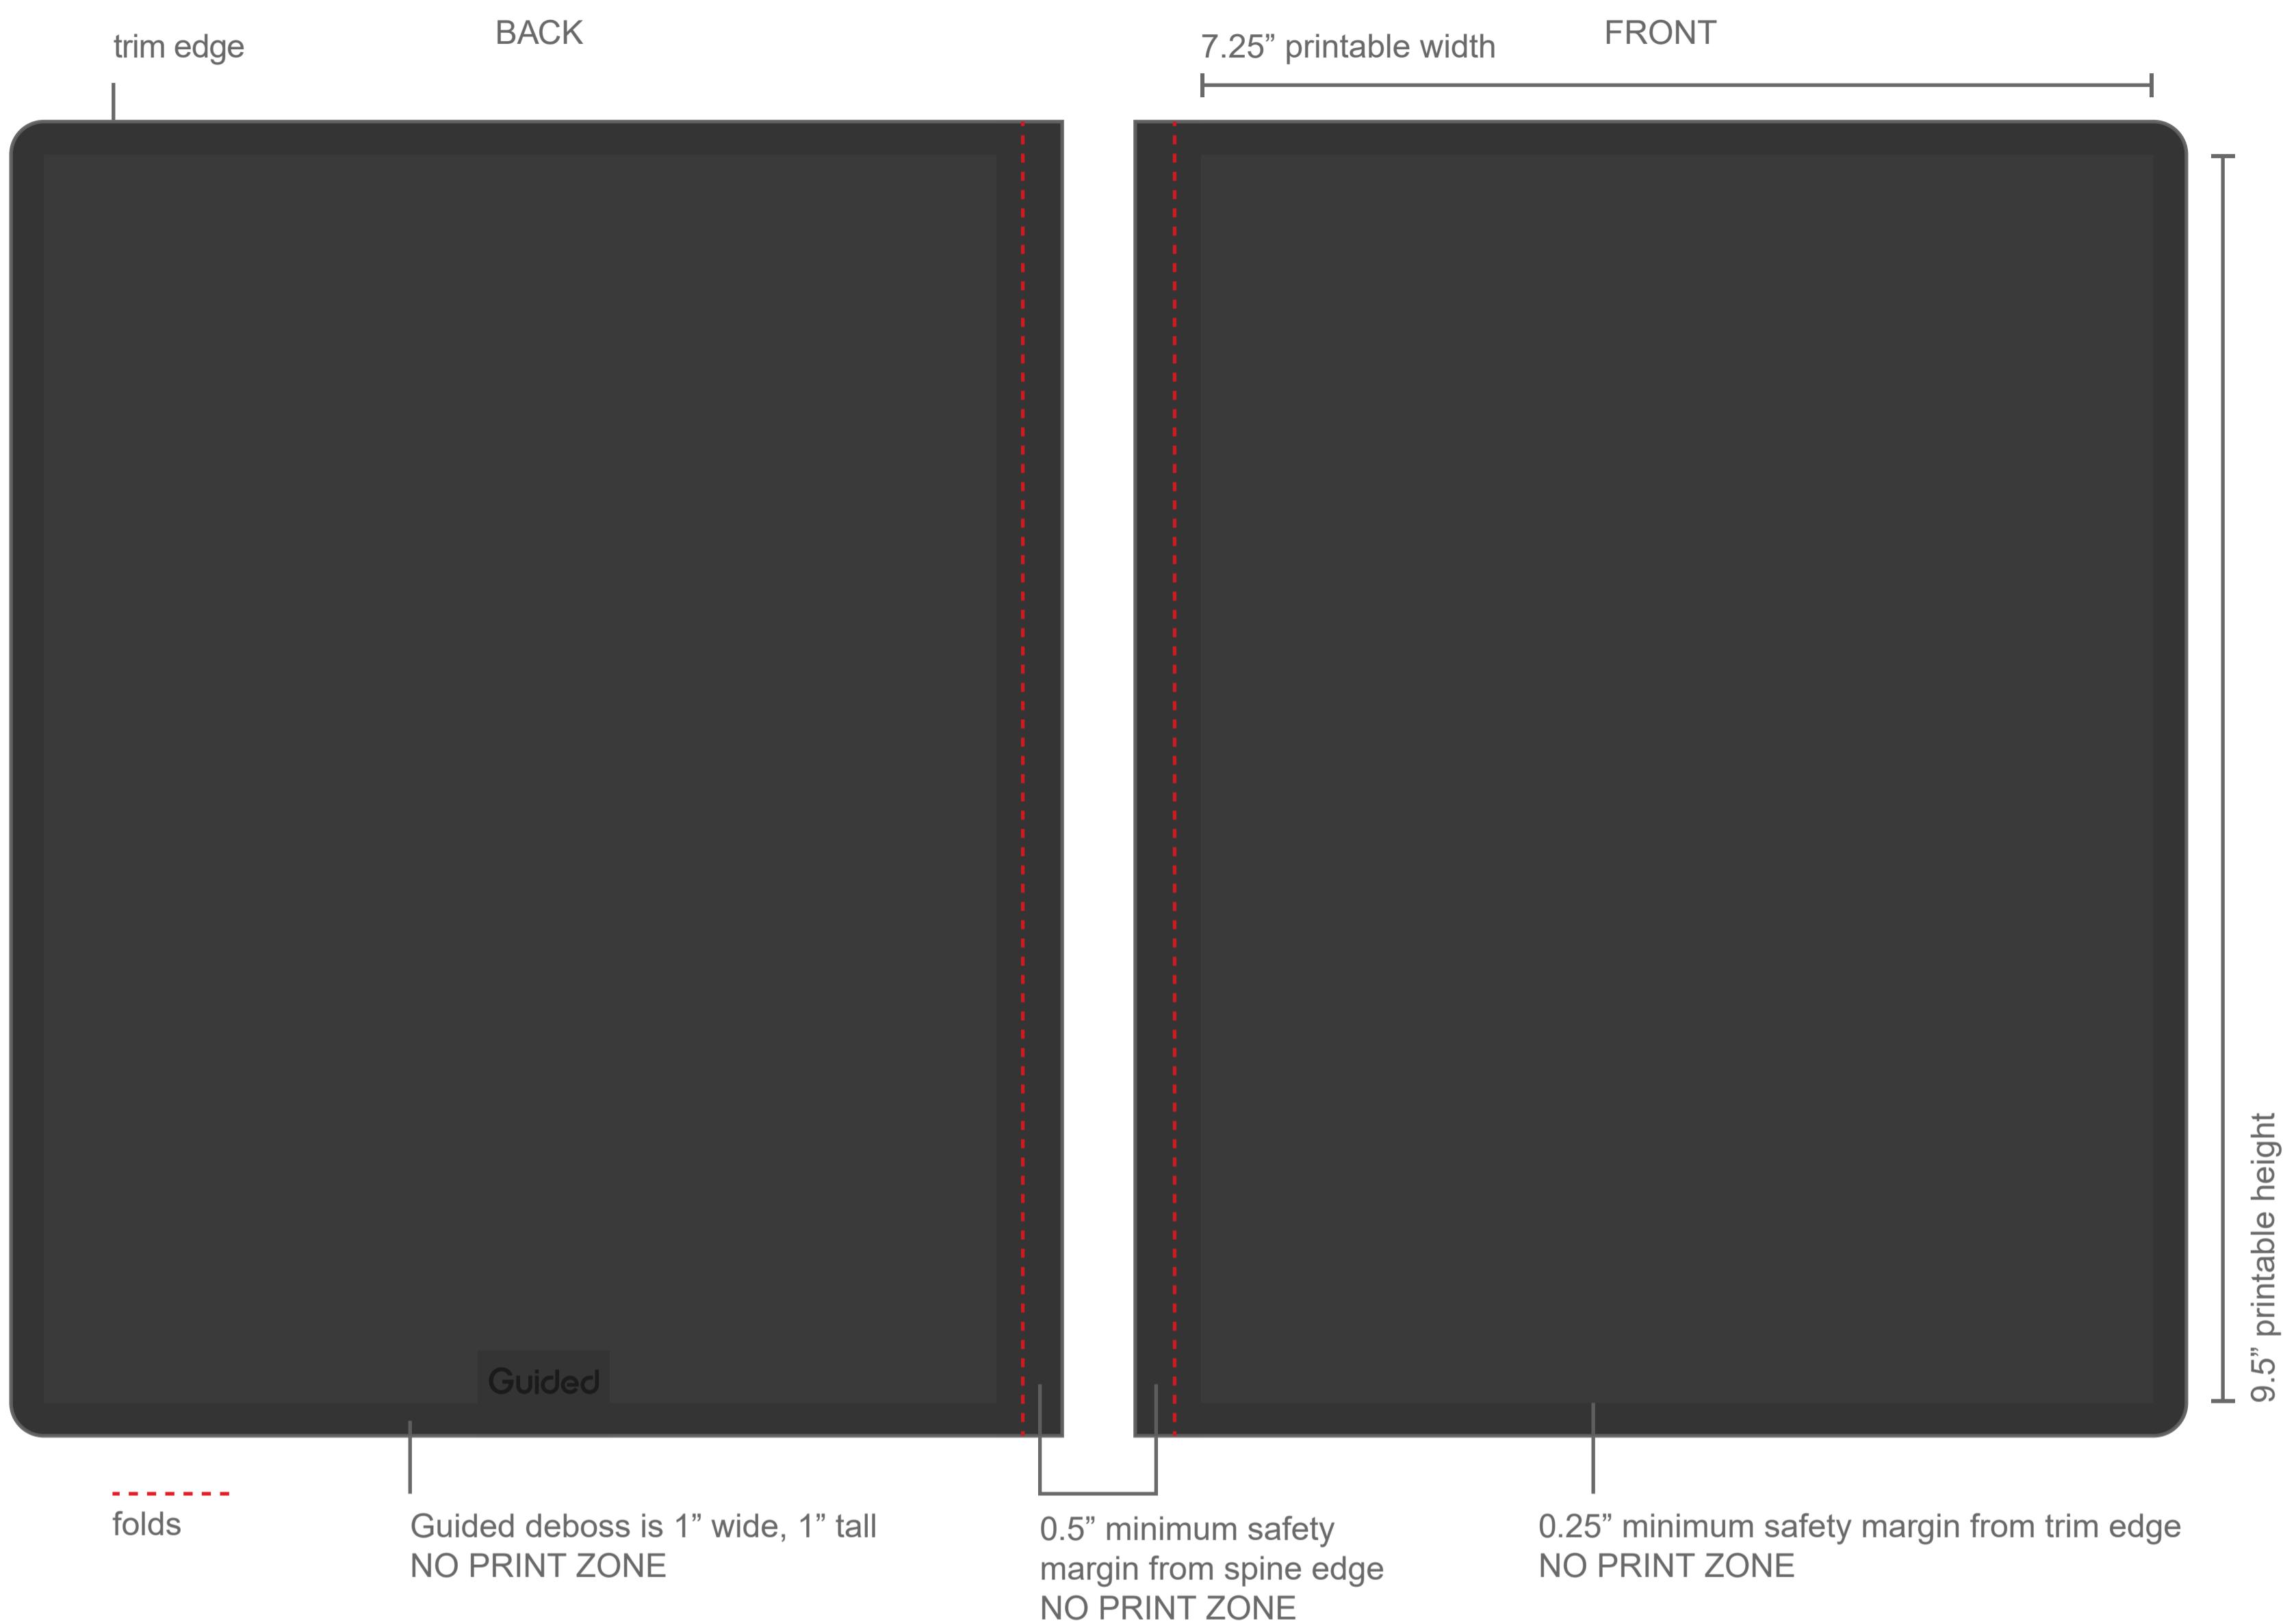 trim edge
BACK
7.25” printable width
FRONT
9.5” printable height
Guided
folds
Guided deboss is 1” wide, 1” tall
NO PRINT ZONE
0.5” minimum safety
margin from spine edge
NO PRINT ZONE
0.25” minimum safety margin from trim edge
NO PRINT ZONE